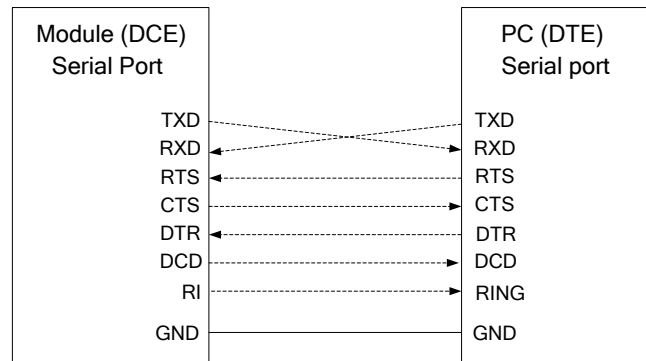 Module (DCE)
Serial Port
TXD
RXD
RTS
CTS
DTR
DCD
RI
GND
PC (DTE)
Serial port
TXD
RXD
RTS
CTS
DTR
DCD
RING
GND